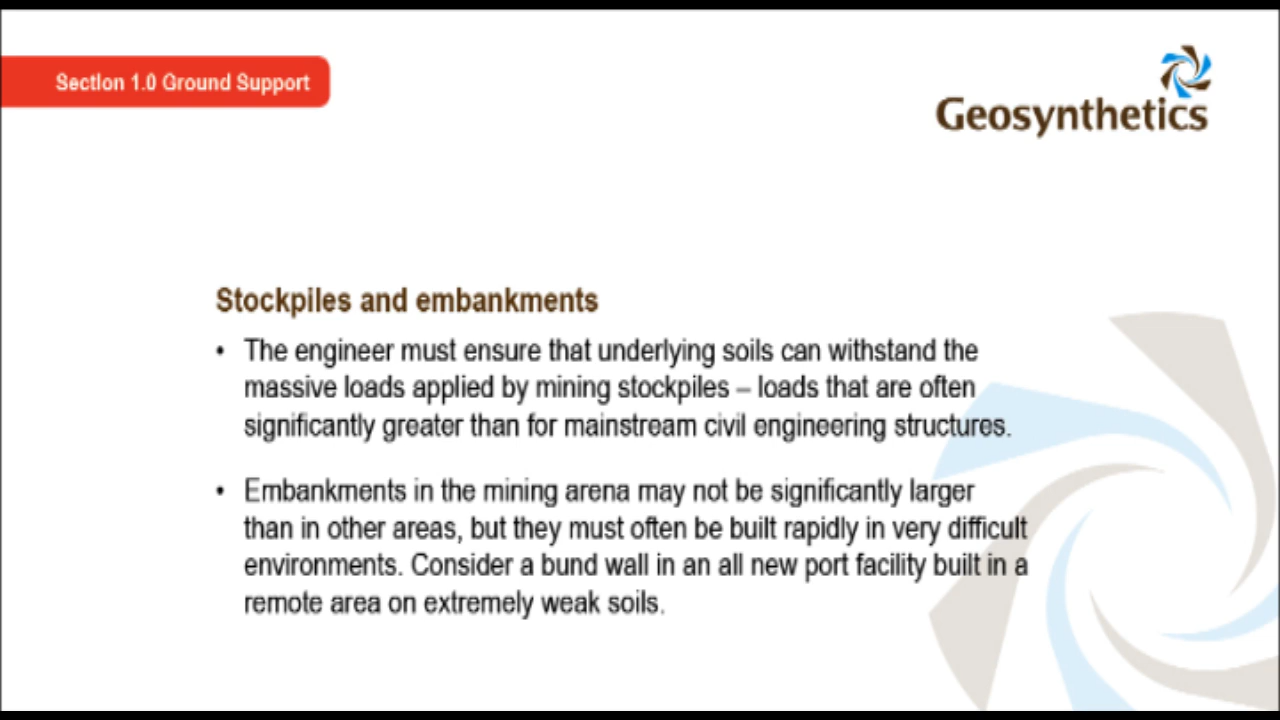 Section 1.0 Ground Support
Geosynthetics
Stockpiles and embankments
• The engineer must ensure that underlying soils can withstand the
massive loads applied by mining stockpiles – loads that are often
significantly greater than for mainstream civil engineering structures.
• Embankments in the mining arena may not be significantly larger
than in other areas, but they must often be built rapidly in very difficult
environments. Consider a bund wall in an all new port facility built in a
remote area on extremely weak soils.